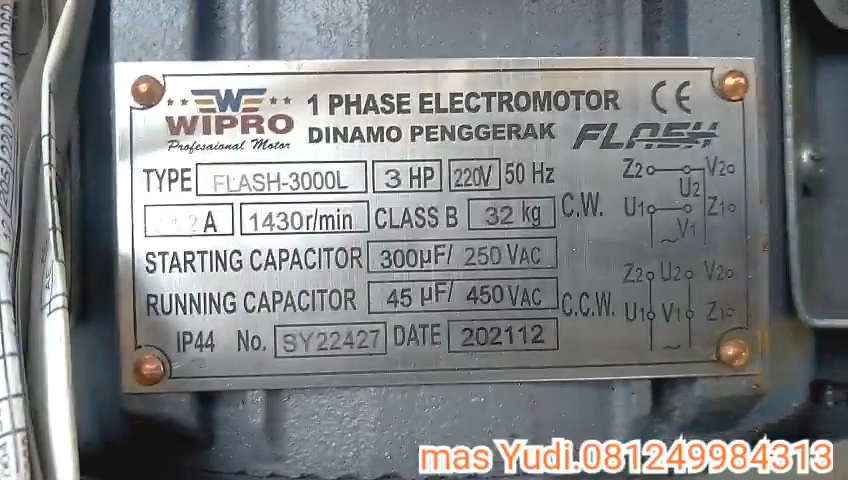 WIPRO
Profesaional Motor
1 PHASE ELECTROMOTOR
DINAMO PENGGERAK
CE
FLASH
TYPE FLASH-3000L 3 HP 220V 50 Hz
A 1430r/min CLASS B 32 kg C.W.
STARTING CAPACITOR 300µF/ 250 VAC
RUNNING CAPACITOR 45 µF/ 450 VAC C.C.W.
IP44 No. SY22427 DATE 202112
Z2 V2
U2
U1 Z1
V1
~
Z2 U2 V2
U1 V1 Z1
~
mas Yudi.081249984313